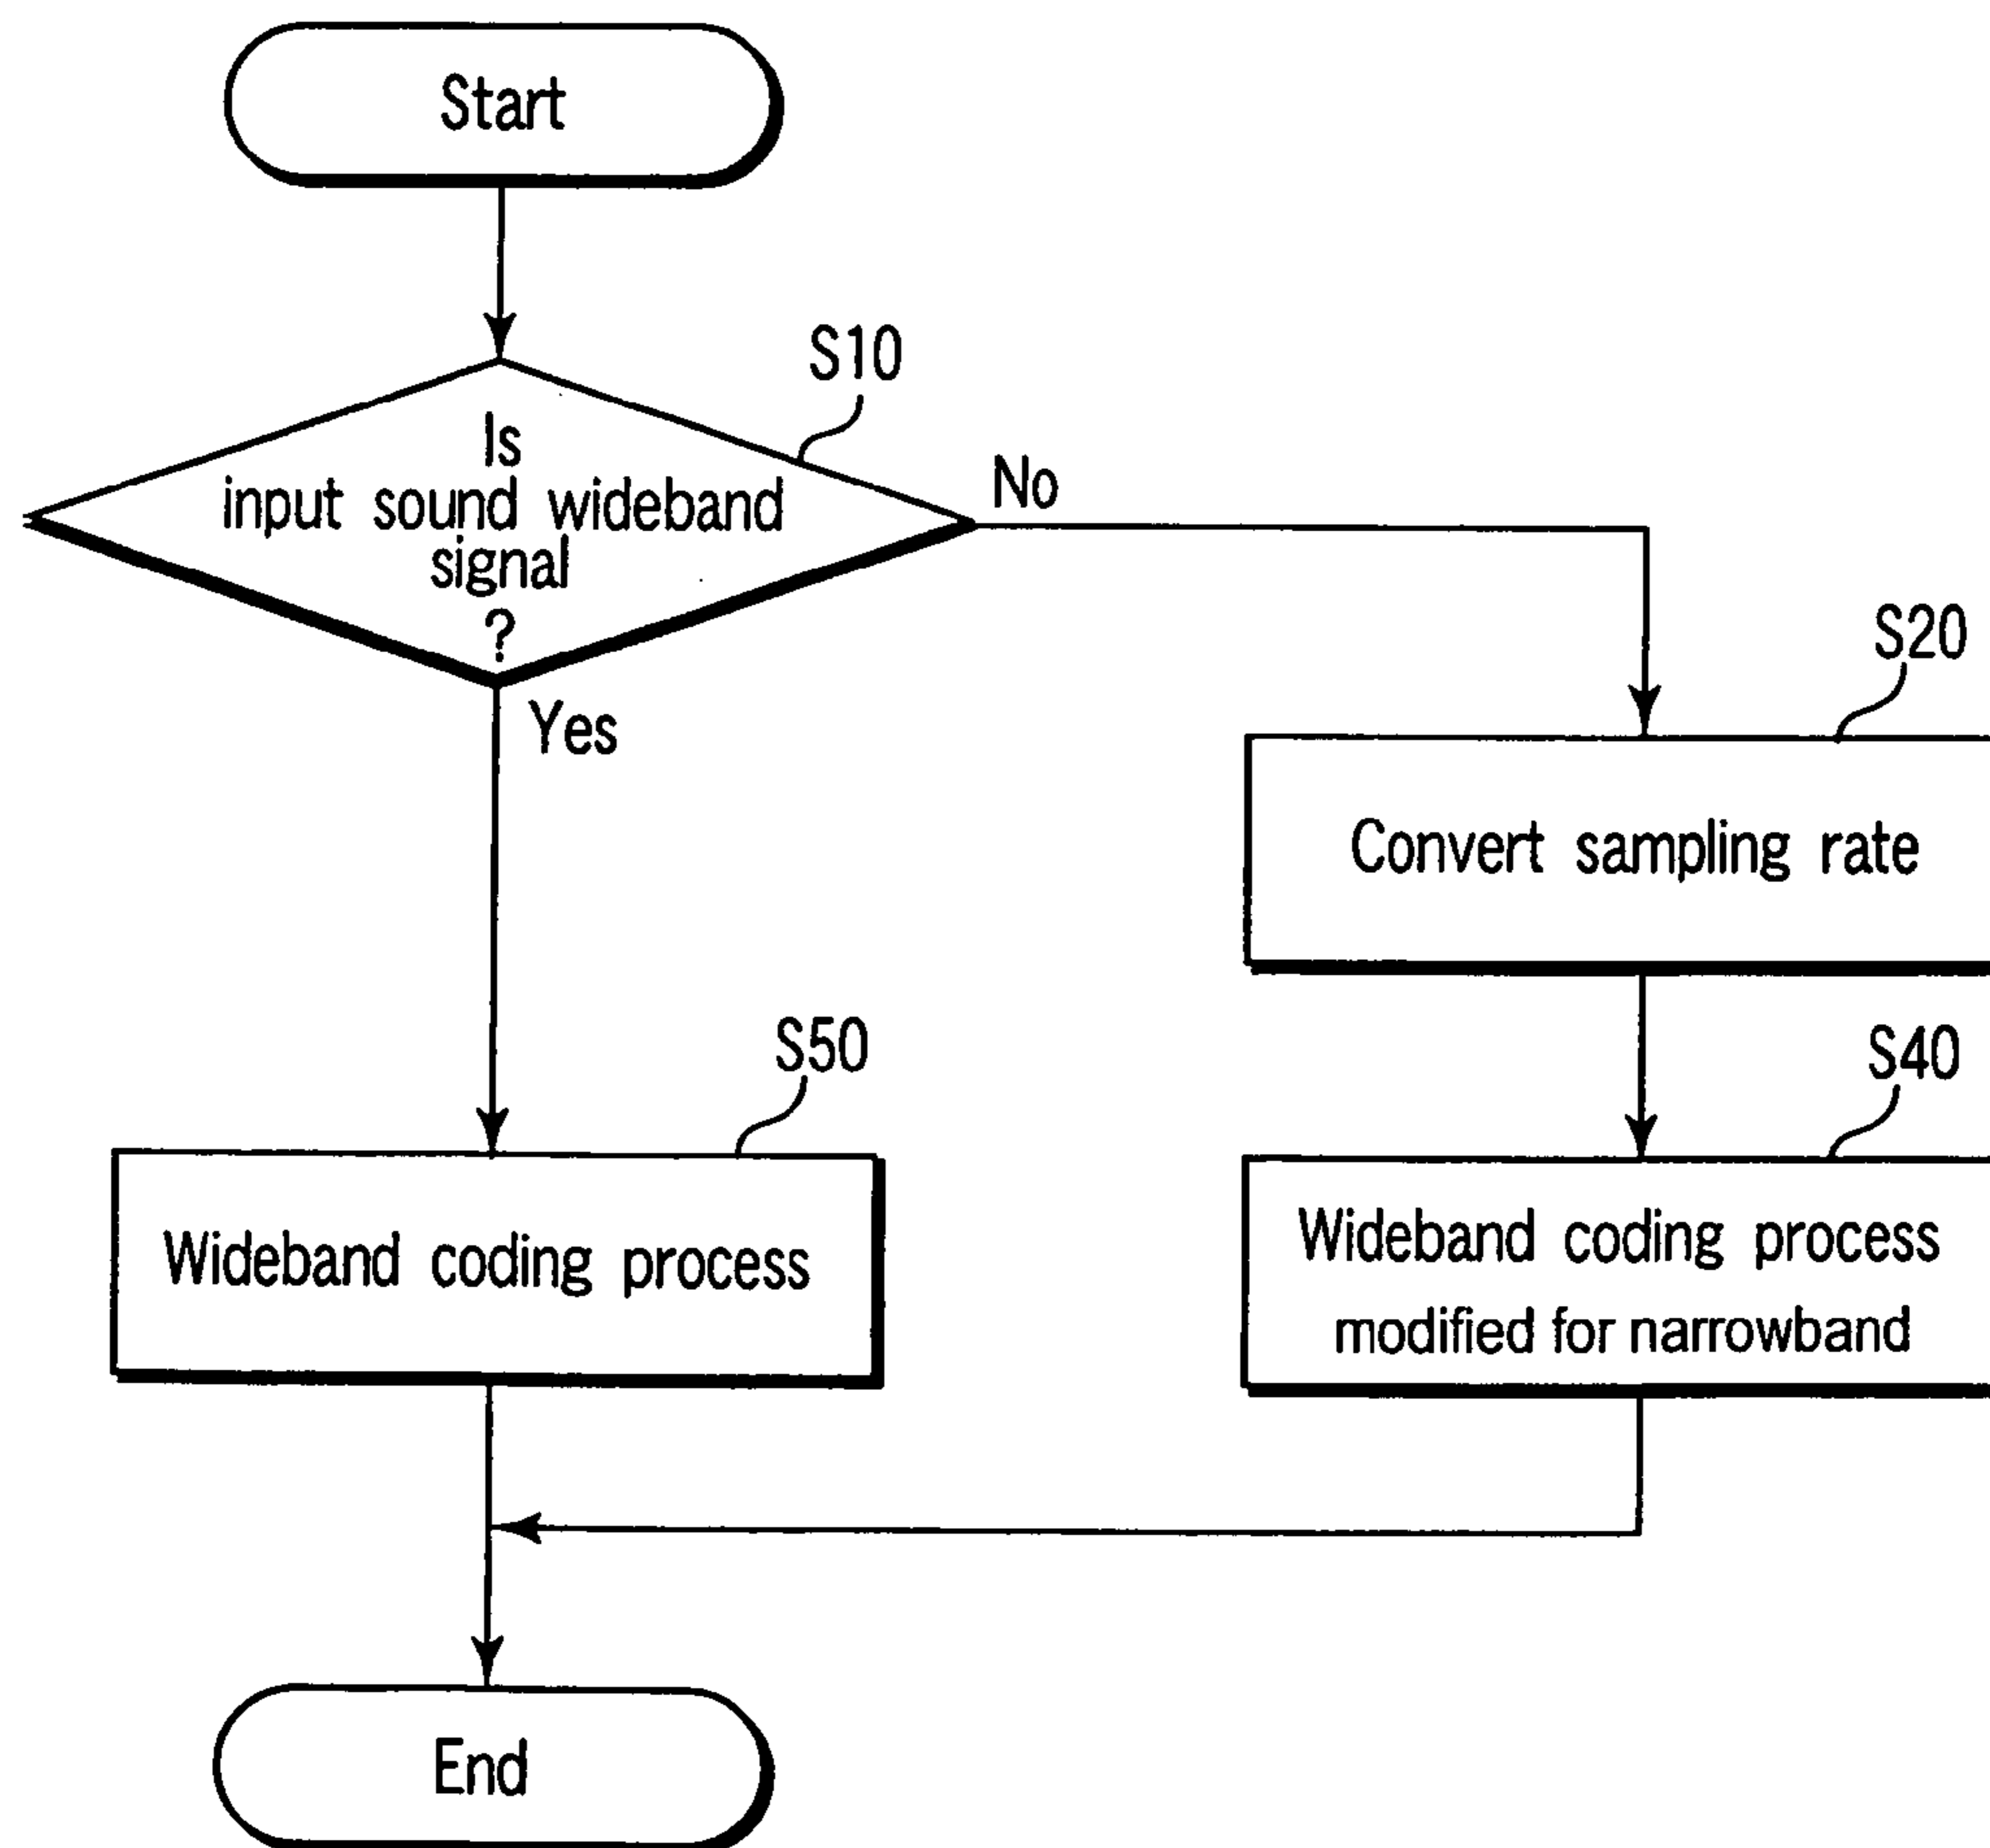 Start
S10
Is
input sound wideband
signal
?
No
Yes
S20
Convert sampling rate
S50
Wideband coding process
S40
Wideband coding process
modified for narrowband
End